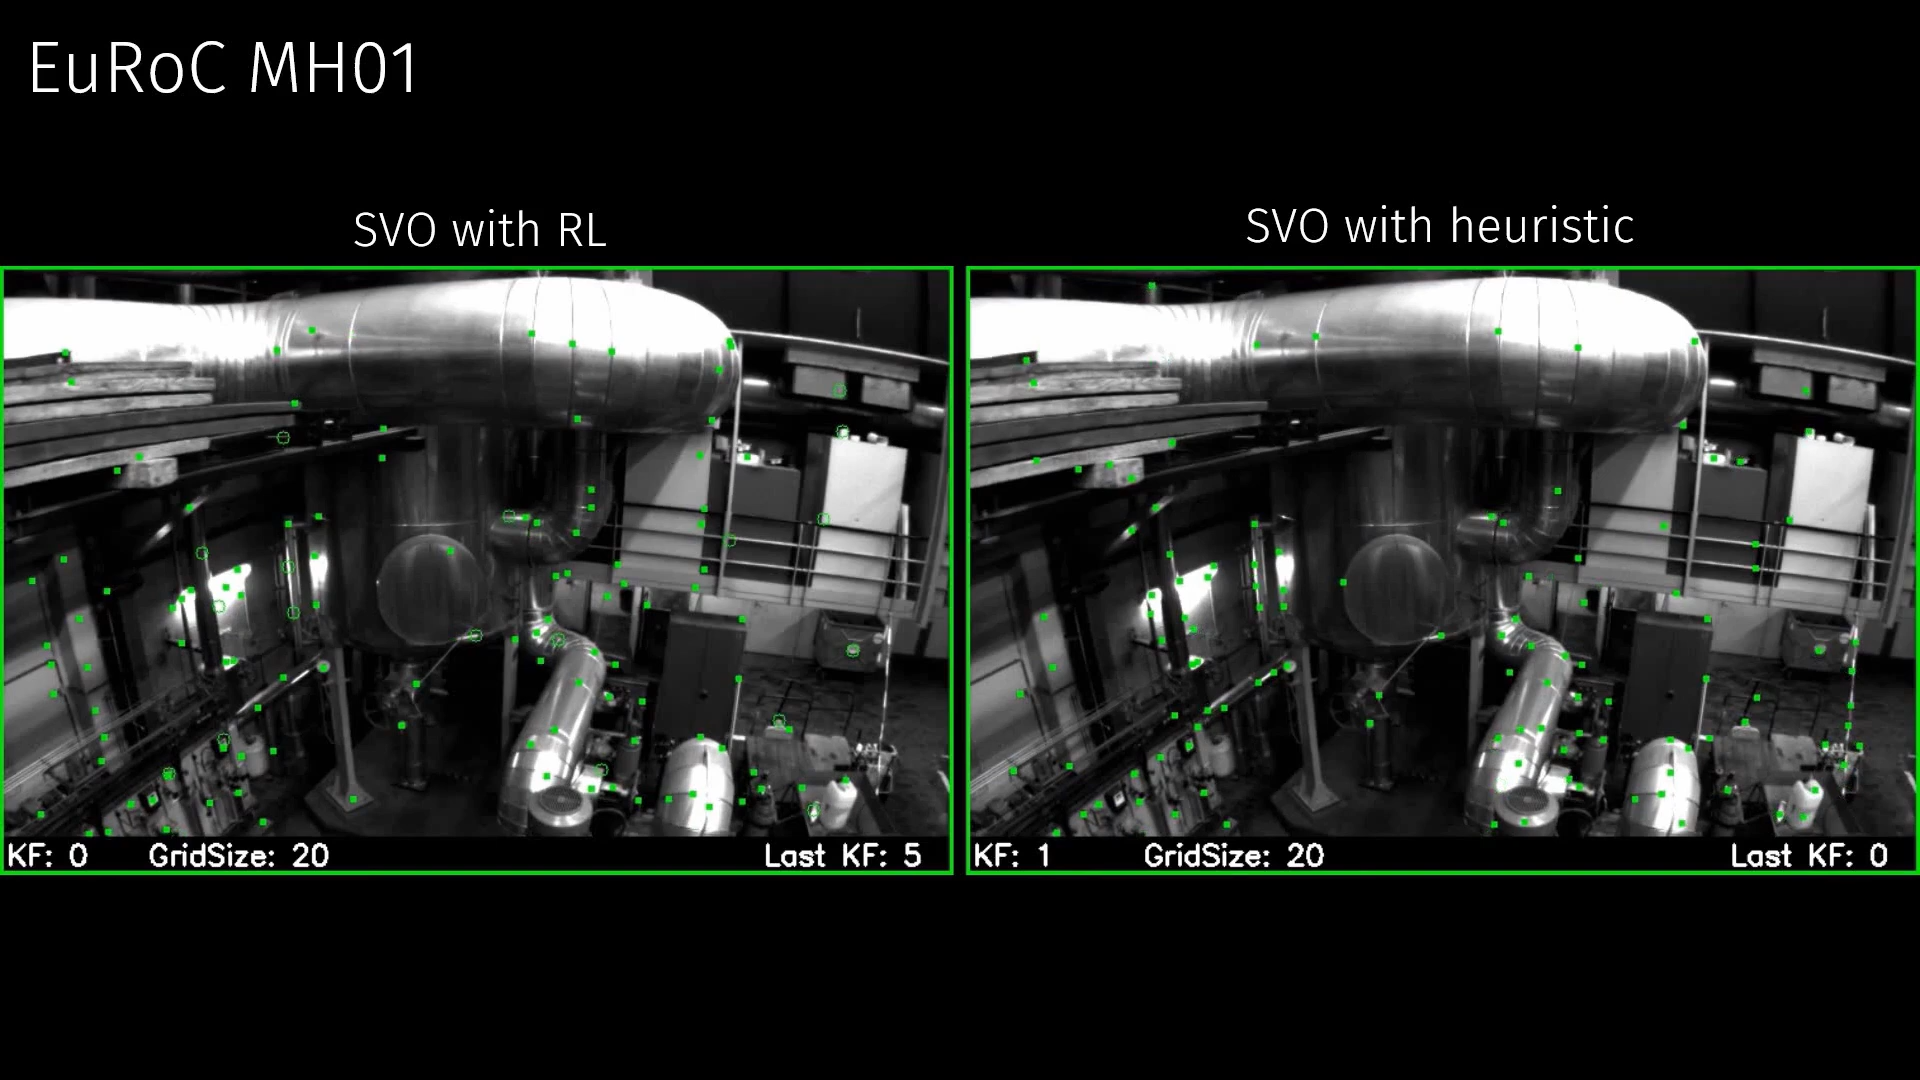 EuRoC MH01
SVO with RL
SVO with heuristic
KF: 0 GridSize: 20 Last KF: 5
KF: 1 GridSize: 20 Last KF: 0